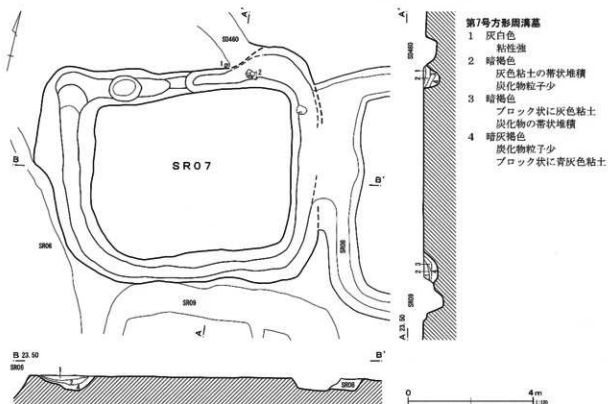 第7号方形周溝墓
1 灰白色
粘性強
2 暗褐色
灰色粘土の帯状堆積
炭化物粒子少
3 暗褐色
ブロック状に灰色粘土
炭化物の帯状堆積
4 暗灰褐色
炭化物粒子少
ブロック状に青灰色粘土
A'
SD460
1
2
B
SR07
B'
SR06
SR08
SR09
A
A'
SD460
SR09
A 23.50
B 23.50
B'
SR06
1
4
SR08
0 4m